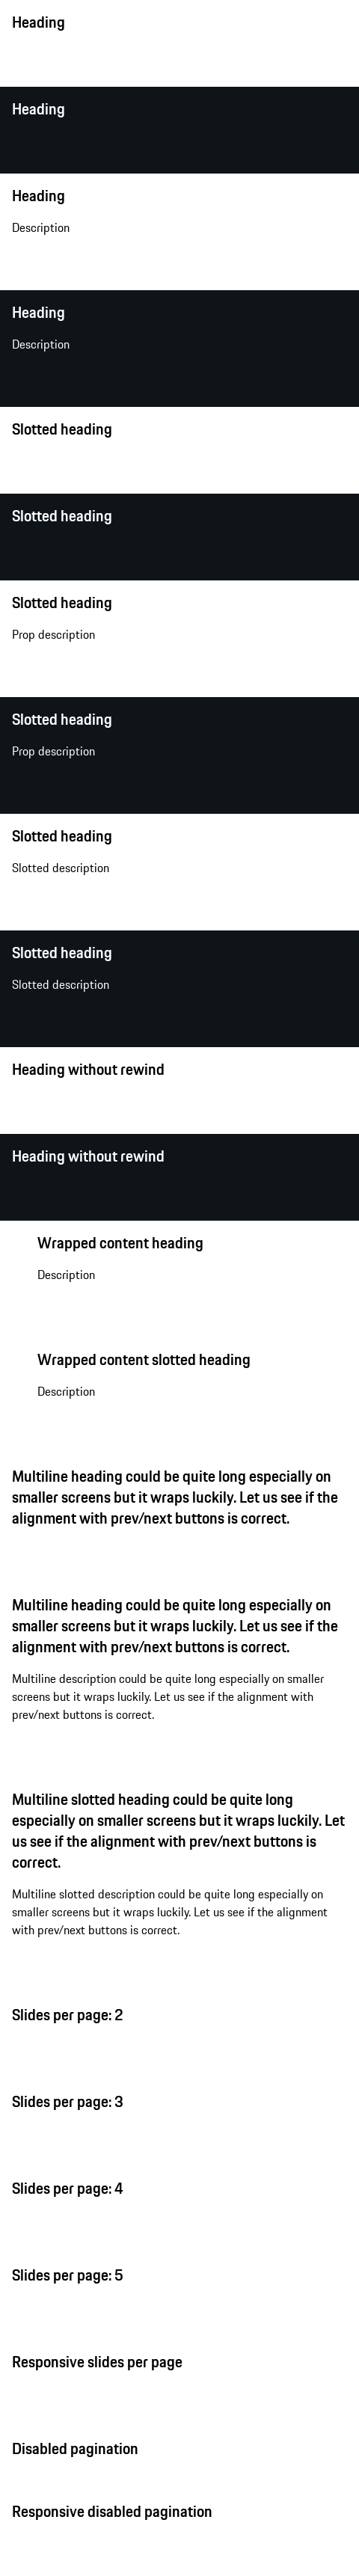 Heading
Heading
Heading
Description
Heading
Description
Slotted heading
Slotted heading
Slotted heading
Prop description
Slotted heading
Prop description
Slotted heading
Slotted description
Slotted heading
Slotted description
Heading without rewind
Heading without rewind
Wrapped content heading
Description
Wrapped content slotted heading
Description
Multiline heading could be quite long especially on
smaller screens but it wraps luckily. Let us see if the
alignment with prev/next buttons is correct.
Multiline heading could be quite long especially on
smaller screens but it wraps luckily. Let us see if the
alignment with prev/next buttons is correct.
Multiline description could be quite long especially on smaller
screens but it wraps luckily. Let us see if the alignment with
prev/next buttons is correct.
Multiline slotted heading could be quite long
especially on smaller screens but it wraps luckily. Let
us see if the alignment with prev/next buttons is
correct.
Multiline slotted description could be quite long especially on
smaller screens but it wraps luckily. Let us see if the alignment
with prev/next buttons is correct.
Slides per page: 2
Slides per page: 3
Slides per page: 4
Slides per page: 5
Responsive slides per page
Disabled pagination
Responsive disabled pagination